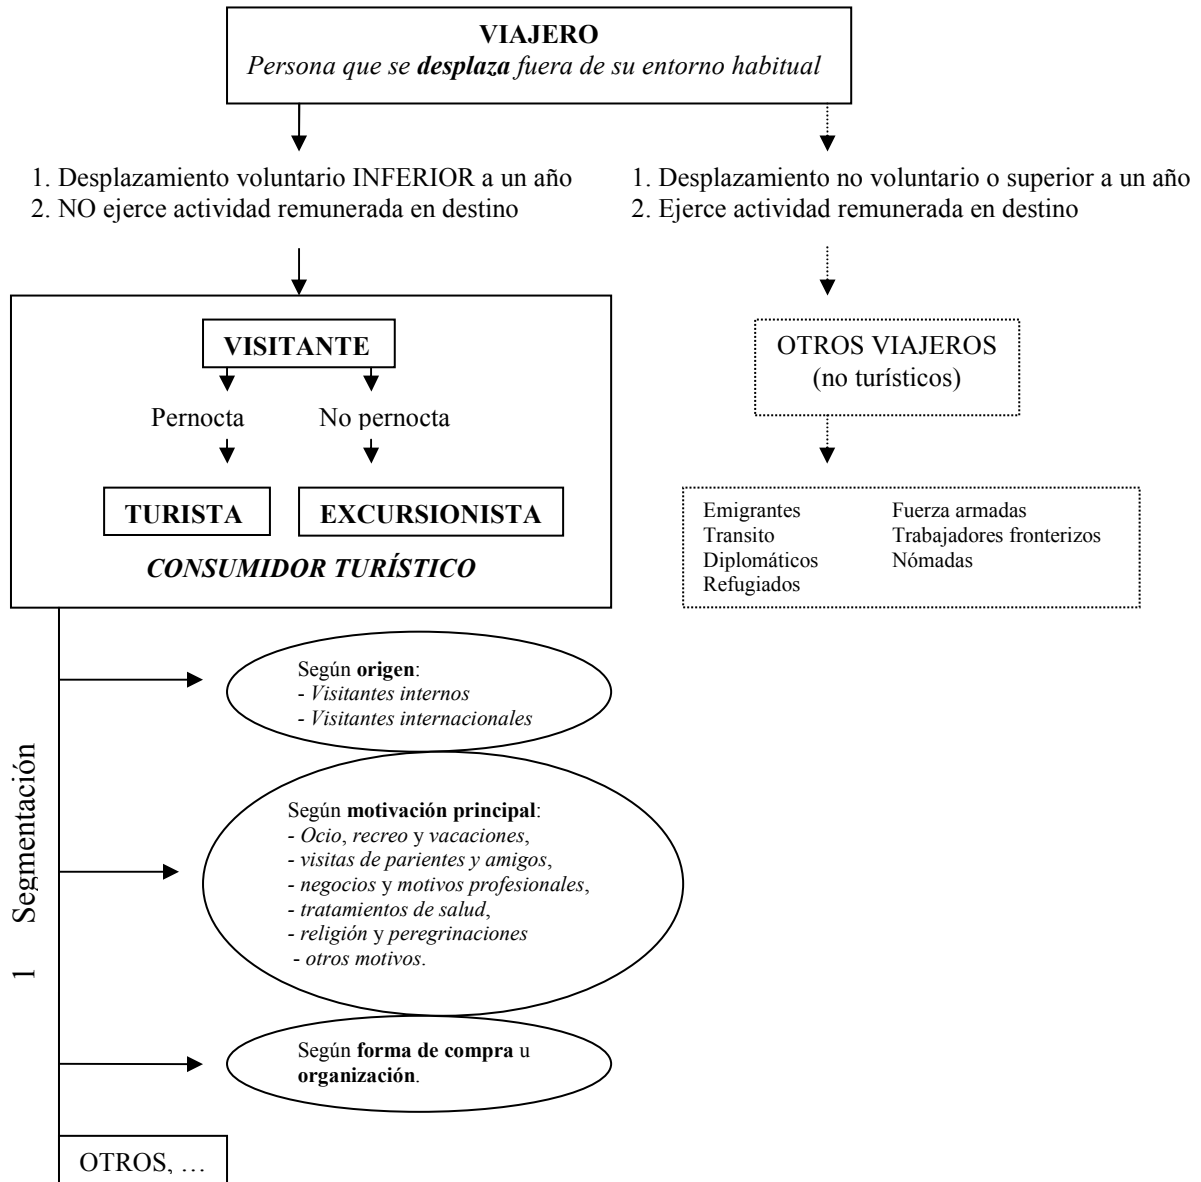 VIAJERO
Persona que se desplaza fuera de su entorno habitual
1. Desplazamiento voluntario INFERIOR a un año
2. NO ejerce actividad remunerada en destino
1. Desplazamiento no voluntario o superior a un año
2. Ejerce actividad remunerada en destino
VISITANTE
Pernocta
No pernocta
TURISTA
EXCURSIONISTA
CONSUMIDOR TURÍSTICO
OTROS VIAJEROS
(no turísticos)
Emigrantes
Transito
Diplomáticos
Refugiados
Fuerza armadas
Trabajadores fronterizos
Nómadas
1 Segmentación
Según origen:
- Visitantes internos
- Visitantes internacionales
Según motivación principal:
- Ocio, recreo y vacaciones,
- visitas de parientes y amigos,
- negocios y motivos profesionales,
- tratamientos de salud,
- religión y peregrinaciones
- otros motivos.
Según forma de compra u
organización.
OTROS, …